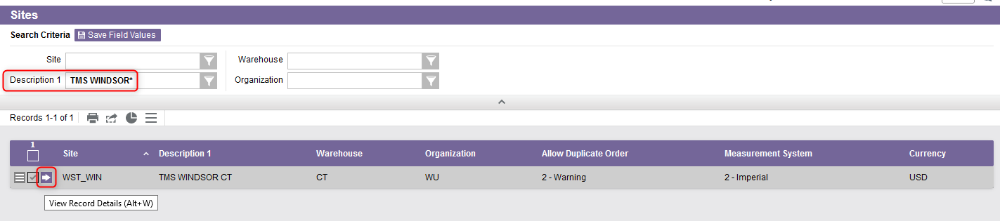 Sites
Search Criteria Save Field Values
Site Warehouse
Description 1 TMS WINDSOR* Organization
Records 1-1 of 1
1
Site Description 1 Warehouse Organization Allow Duplicate Order Measurement System Currency
WST_WIN TMS WINDSOR CT CT WU 2 - Warning 2 - Imperial USD
View Record Details (Alt+W)